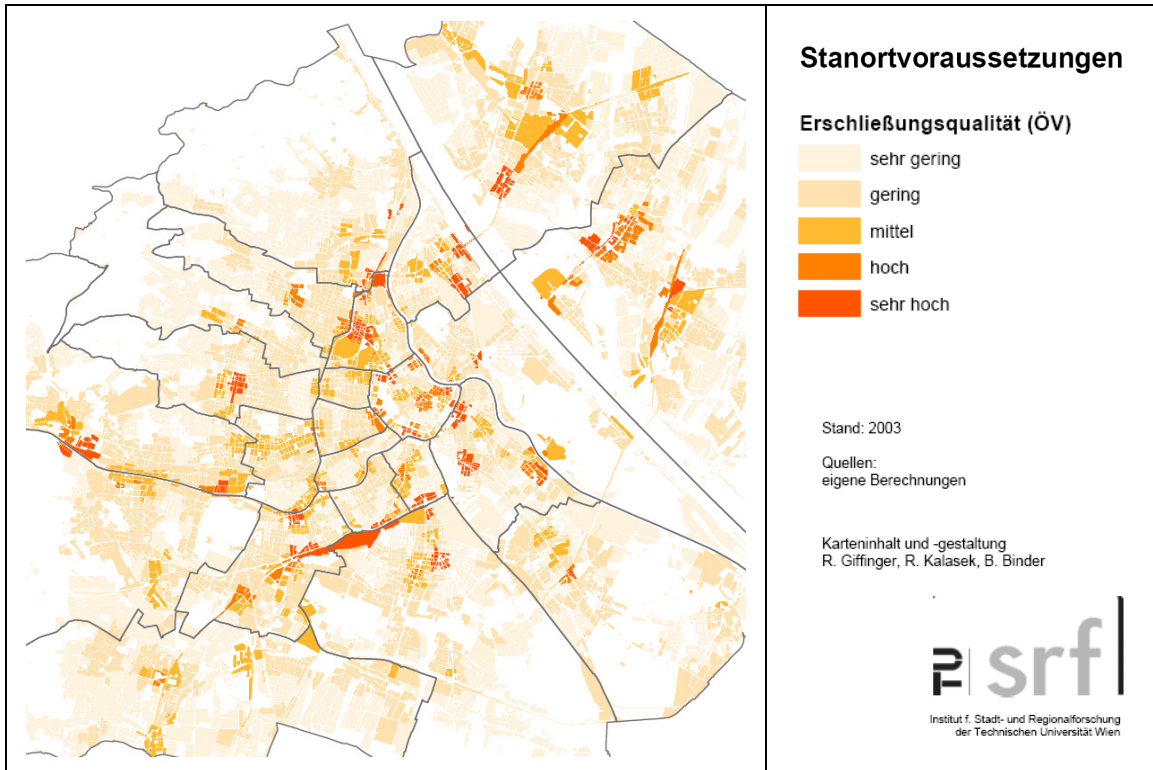 Stanortvoraussetzungen
Erschließungsqualität (ÖV)
sehr gering
gering
mittel
hoch
sehr hoch
Stand: 2003
Quellen:
eigene Berechnungen
Karteninhalt und -gestaltung
R. Giffinger, R. Kalasek, B. Binder
srf
Institut f. Stadt- und Regionalforschung
der Technischen Universität Wien